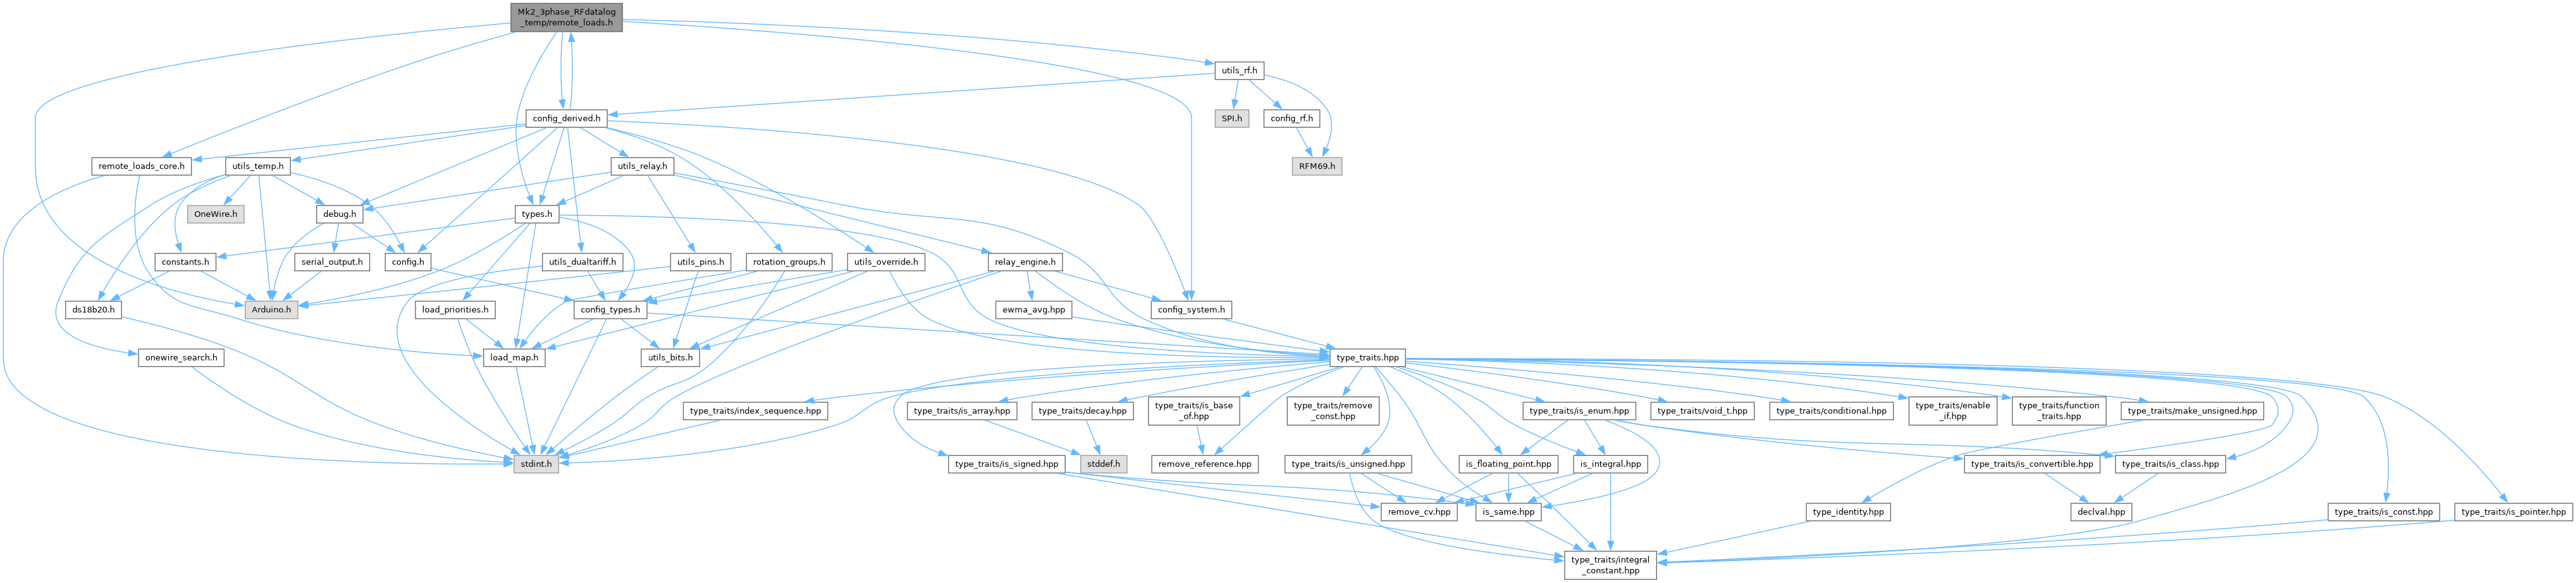 Mk2_3phase_RFdatalog
_temp/remote_loads.h
utils_rf.h
config_derived.h
SPI.h
config_rf.h
remote_loads_core.h
utils_temp.h
utils_relay.h
RFM69.h
OneWire.h
debug.h
types.h
constants.h
serial_output.h
config.h
utils_dualtariff.h
utils_pins.h
rotation_groups.h
utils_override.h
relay_engine.h
ds18b20.h
Arduino.h
load_priorities.h
config_types.h
ewma_avg.hpp
config_system.h
onewire_search.h
load_map.h
utils_bits.h
type_traits.hpp
type_traits/index_sequence.hpp
type_traits/is_array.hpp
type_traits/decay.hpp
type_traits/is_base
_of.hpp
type_traits/remove
_const.hpp
type_traits/is_enum.hpp
type_traits/void_t.hpp
type_traits/conditional.hpp
type_traits/enable
_if.hpp
type_traits/function
_traits.hpp
type_traits/make_unsigned.hpp
stdint.h
type_traits/is_signed.hpp
stddef.h
remove_reference.hpp
type_traits/is_unsigned.hpp
is_floating_point.hpp
is_integral.hpp
type_traits/is_convertible.hpp
type_traits/is_class.hpp
remove_cv.hpp
is_same.hpp
type_identity.hpp
declval.hpp
type_traits/is_const.hpp
type_traits/is_pointer.hpp
type_traits/integral
_constant.hpp